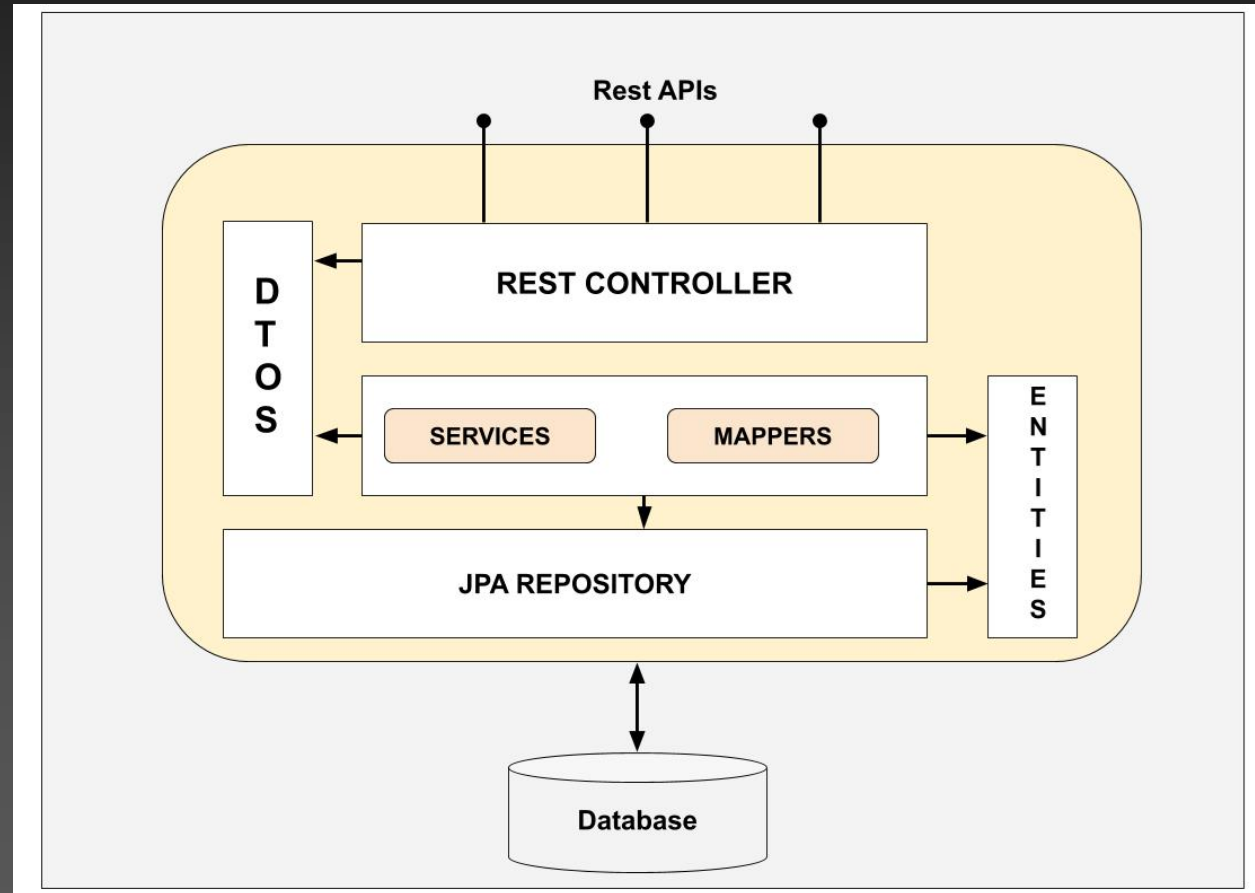 Rest APIs
REST CONTROLLER
D
T
O
S
SERVICES
MAPPERS
E
N
T
I
T
I
E
S
JPA REPOSITORY
Database